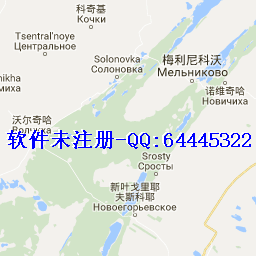 科奇基
Кочки
Tsentral'noye
Центральное
Solonovka
Солоновка
梅利尼科沃
Мельниково
诺维奇哈
Новичиха
miha
沃尔奇哈
Волчиха
软件未注册-QQ:64445322
Srosty
Сросты
新叶戈里耶
夫斯科耶
Новоегорьевское